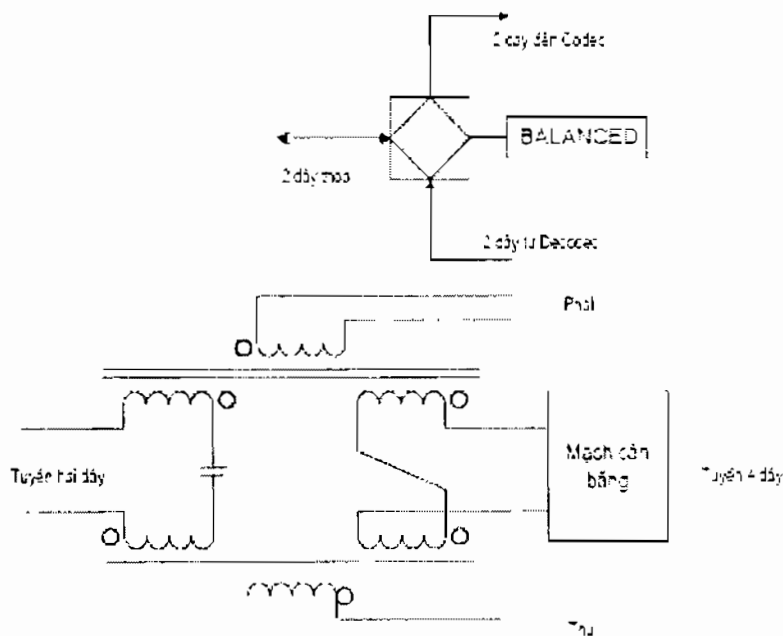 2 dây đến Codec
BALANCED
2 dây thoại
2 dây từ Decodec
Phát
Mạch cân
bằng
Tuyến hai dây
Tuyến 4 dây
Thu